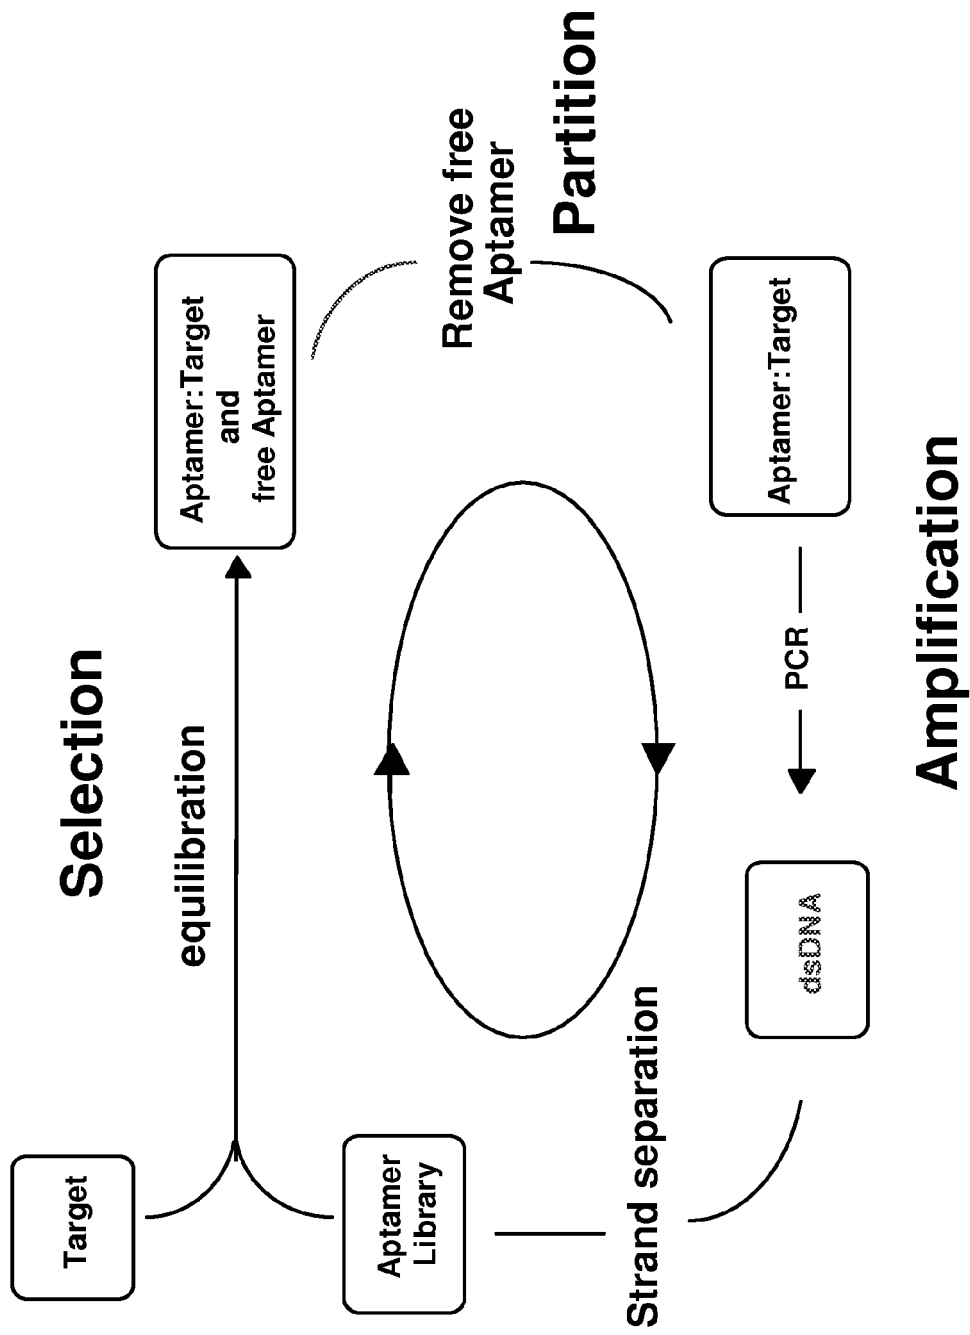 Selection
Target
equilibration
Aptamer:Target
and
free Aptamer
Aptamer
Library
Remove free
Aptamer
Partition
Strand separation
dsDNA
PCR
Aptamer:Target
Amplification